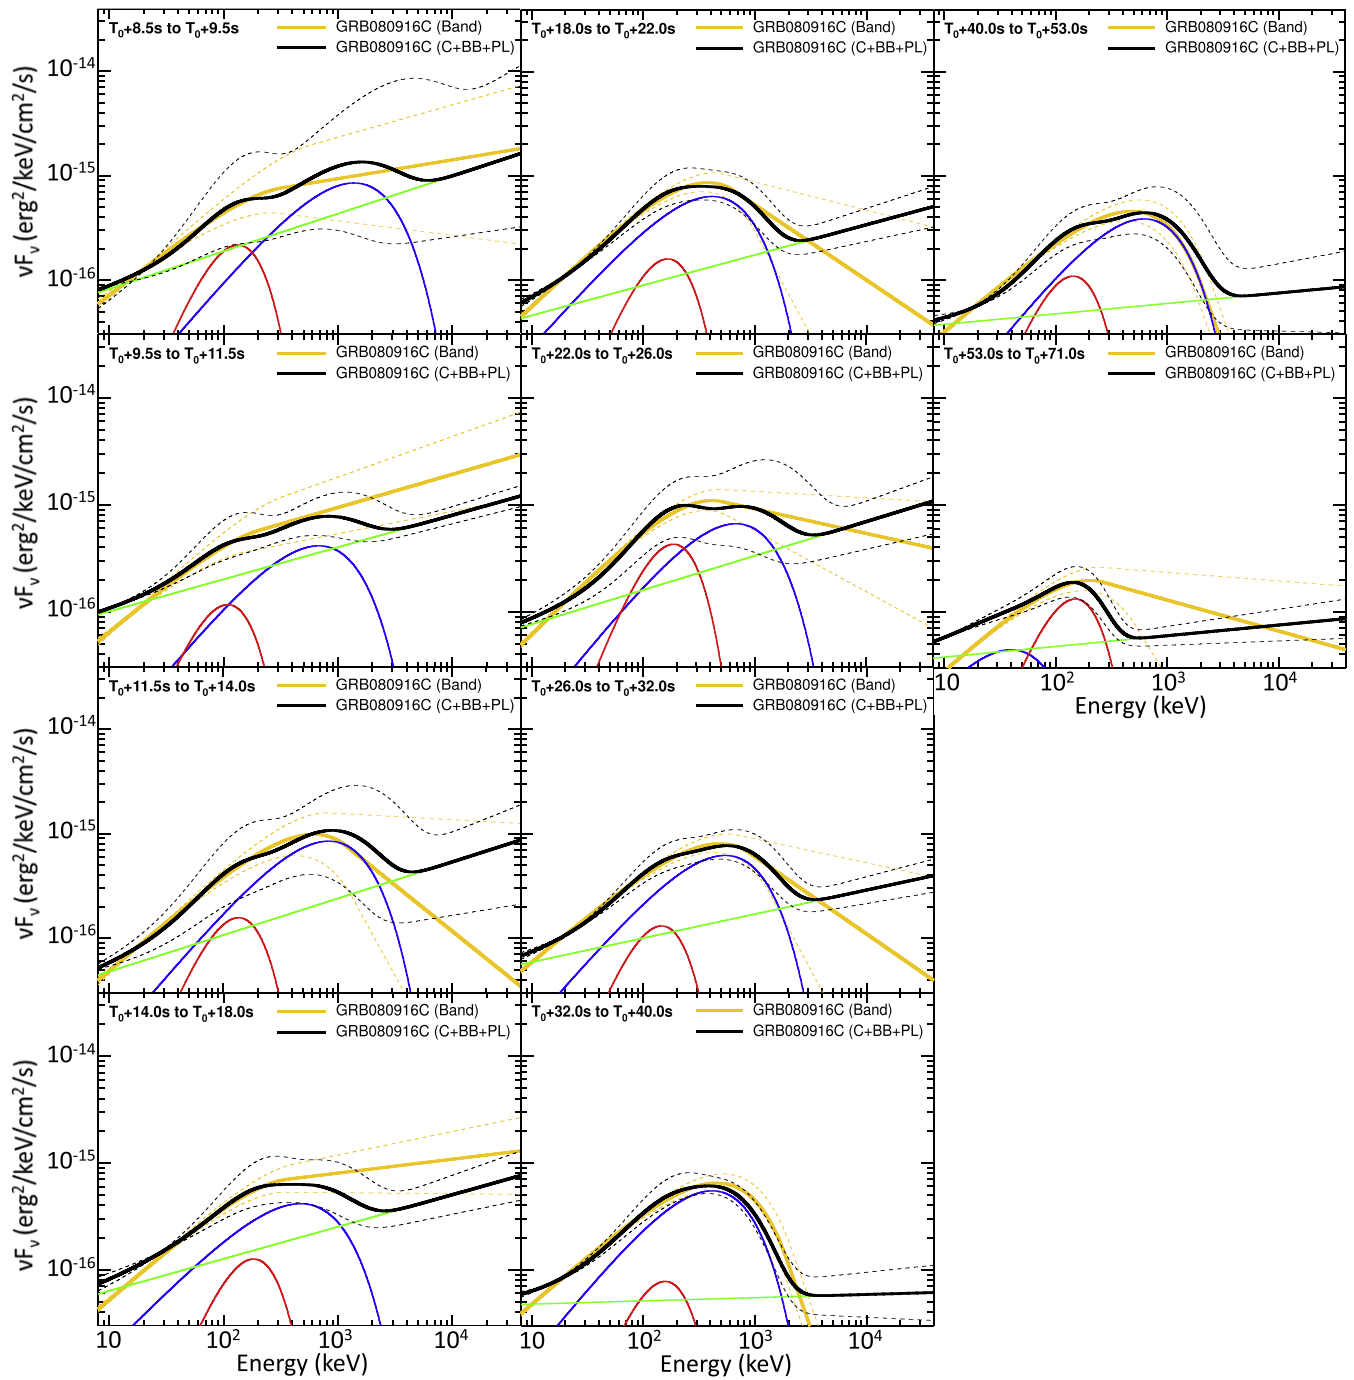 T0+8.5s to T0+9.5s
GRB080916C (Band)
GRB080916C (C+BB+PL)
T0+18.0s to T0+22.0s
GRB080916C (Band)
GRB080916C (C+BB+PL)
T0+40.0s to T0+53.0s
GRB080916C (Band)
GRB080916C (C+BB+PL)
νFν (erg2/keV/cm2/s)
10-14
10-15
10-16
T0+9.5s to T0+11.5s
GRB080916C (Band)
GRB080916C (C+BB+PL)
T0+22.0s to T0+26.0s
GRB080916C (Band)
GRB080916C (C+BB+PL)
T0+53.0s to T0+71.0s
GRB080916C (Band)
GRB080916C (C+BB+PL)
νFν (erg2/keV/cm2/s)
10-14
10-15
10-16
10 102 103 104
Energy (keV)
T0+11.5s to T0+14.0s
GRB080916C (Band)
GRB080916C (C+BB+PL)
T0+26.0s to T0+32.0s
GRB080916C (Band)
GRB080916C (C+BB+PL)
νFν (erg2/keV/cm2/s)
10-14
10-15
10-16
T0+14.0s to T0+18.0s
GRB080916C (Band)
GRB080916C (C+BB+PL)
T0+32.0s to T0+40.0s
GRB080916C (Band)
GRB080916C (C+BB+PL)
νFν (erg2/keV/cm2/s)
10-14
10-15
10-16
10 102 103 104
Energy (keV)
10 102 103 104
Energy (keV)